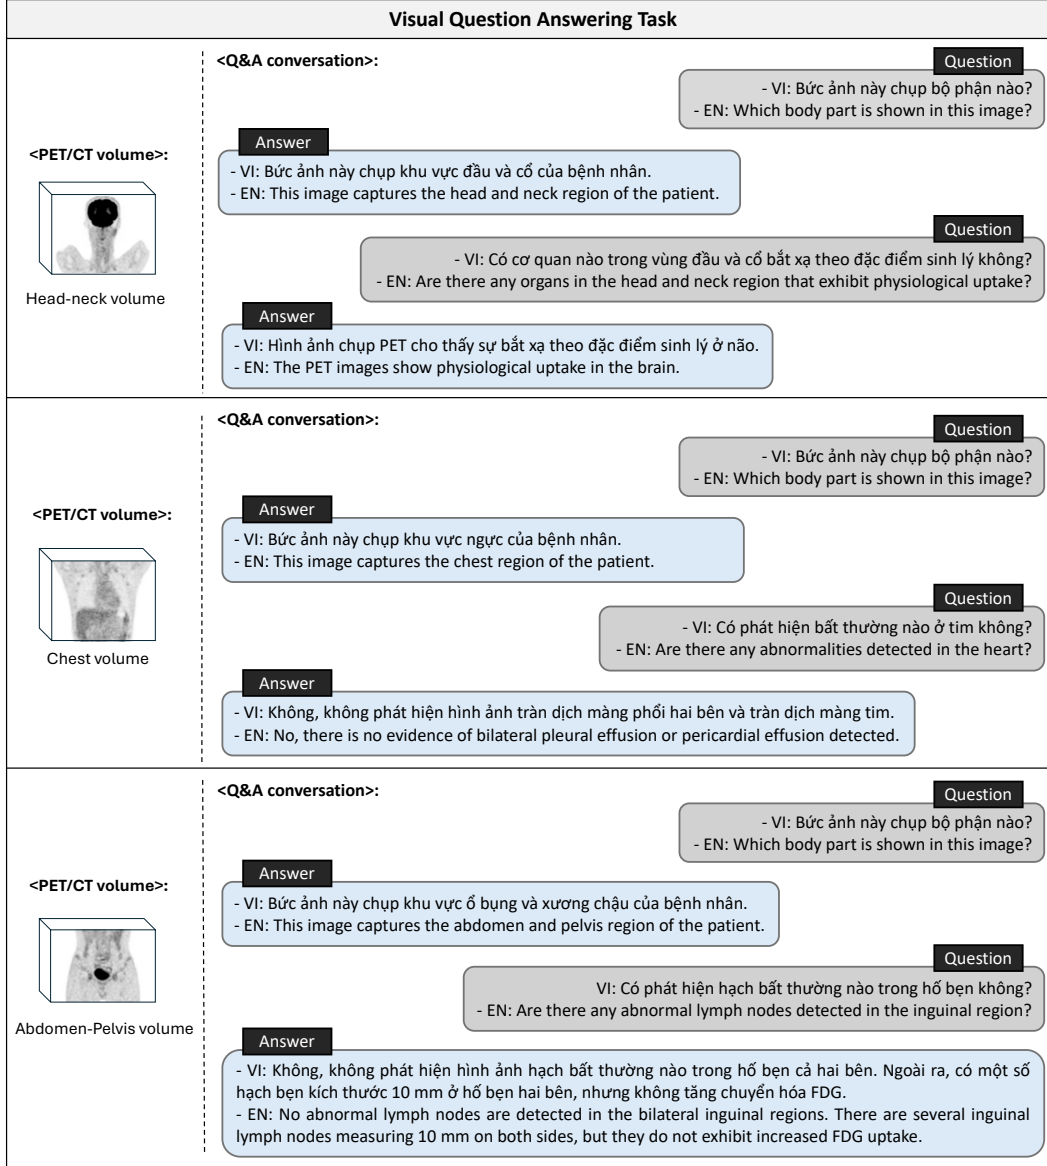 Visual Question Answering Task
<Q&A conversation>:
Question
- VI: Bức ảnh này chụp bộ phận nào?
- EN: Which body part is shown in this image?
<PET/CT volume>:
Head-neck volume
Answer
- VI: Bức ảnh này chụp khu vực đầu và cổ của bệnh nhân.
- EN: This image captures the head and neck region of the patient.
Question
- VI: Có cơ quan nào trong vùng đầu và cổ bắt xạ theo đặc điểm sinh lý không?
- EN: Are there any organs in the head and neck region that exhibit physiological uptake?
Answer
- VI: Hình ảnh chụp PET cho thấy sự bắt xạ theo đặc điểm sinh lý ở não.
- EN: The PET images show physiological uptake in the brain.
<Q&A conversation>:
Question
- VI: Bức ảnh này chụp bộ phận nào?
- EN: Which body part is shown in this image?
<PET/CT volume>:
Chest volume
Answer
- VI: Bức ảnh này chụp khu vực ngực của bệnh nhân.
- EN: This image captures the chest region of the patient.
Question
- VI: Có phát hiện bất thường nào ở tim không?
- EN: Are there any abnormalities detected in the heart?
Answer
- VI: Không, không phát hiện hình ảnh tràn dịch màng phổi hai bên và tràn dịch màng tim.
- EN: No, there is no evidence of bilateral pleural effusion or pericardial effusion detected.
<Q&A conversation>:
Question
- VI: Bức ảnh này chụp bộ phận nào?
- EN: Which body part is shown in this image?
<PET/CT volume>:
Abdomen-Pelvis volume
Answer
- VI: Bức ảnh này chụp khu vực ổ bụng và xương chậu của bệnh nhân.
- EN: This image captures the abdomen and pelvis region of the patient.
Question
VI: Có phát hiện hạch bất thường nào trong hố bẹn không?
- EN: Are there any abnormal lymph nodes detected in the inguinal region?
Answer
- VI: Không, không phát hiện hình ảnh hạch bất thường nào trong hố bẹn cả hai bên. Ngoài ra, có một số
hạch bẹn kích thước 10 mm ở hố bẹn hai bên, nhưng không tăng chuyển hóa FDG.
- EN: No abnormal lymph nodes are detected in the bilateral inguinal regions. There are several inguinal
lymph nodes measuring 10 mm on both sides, but they do not exhibit increased FDG uptake.